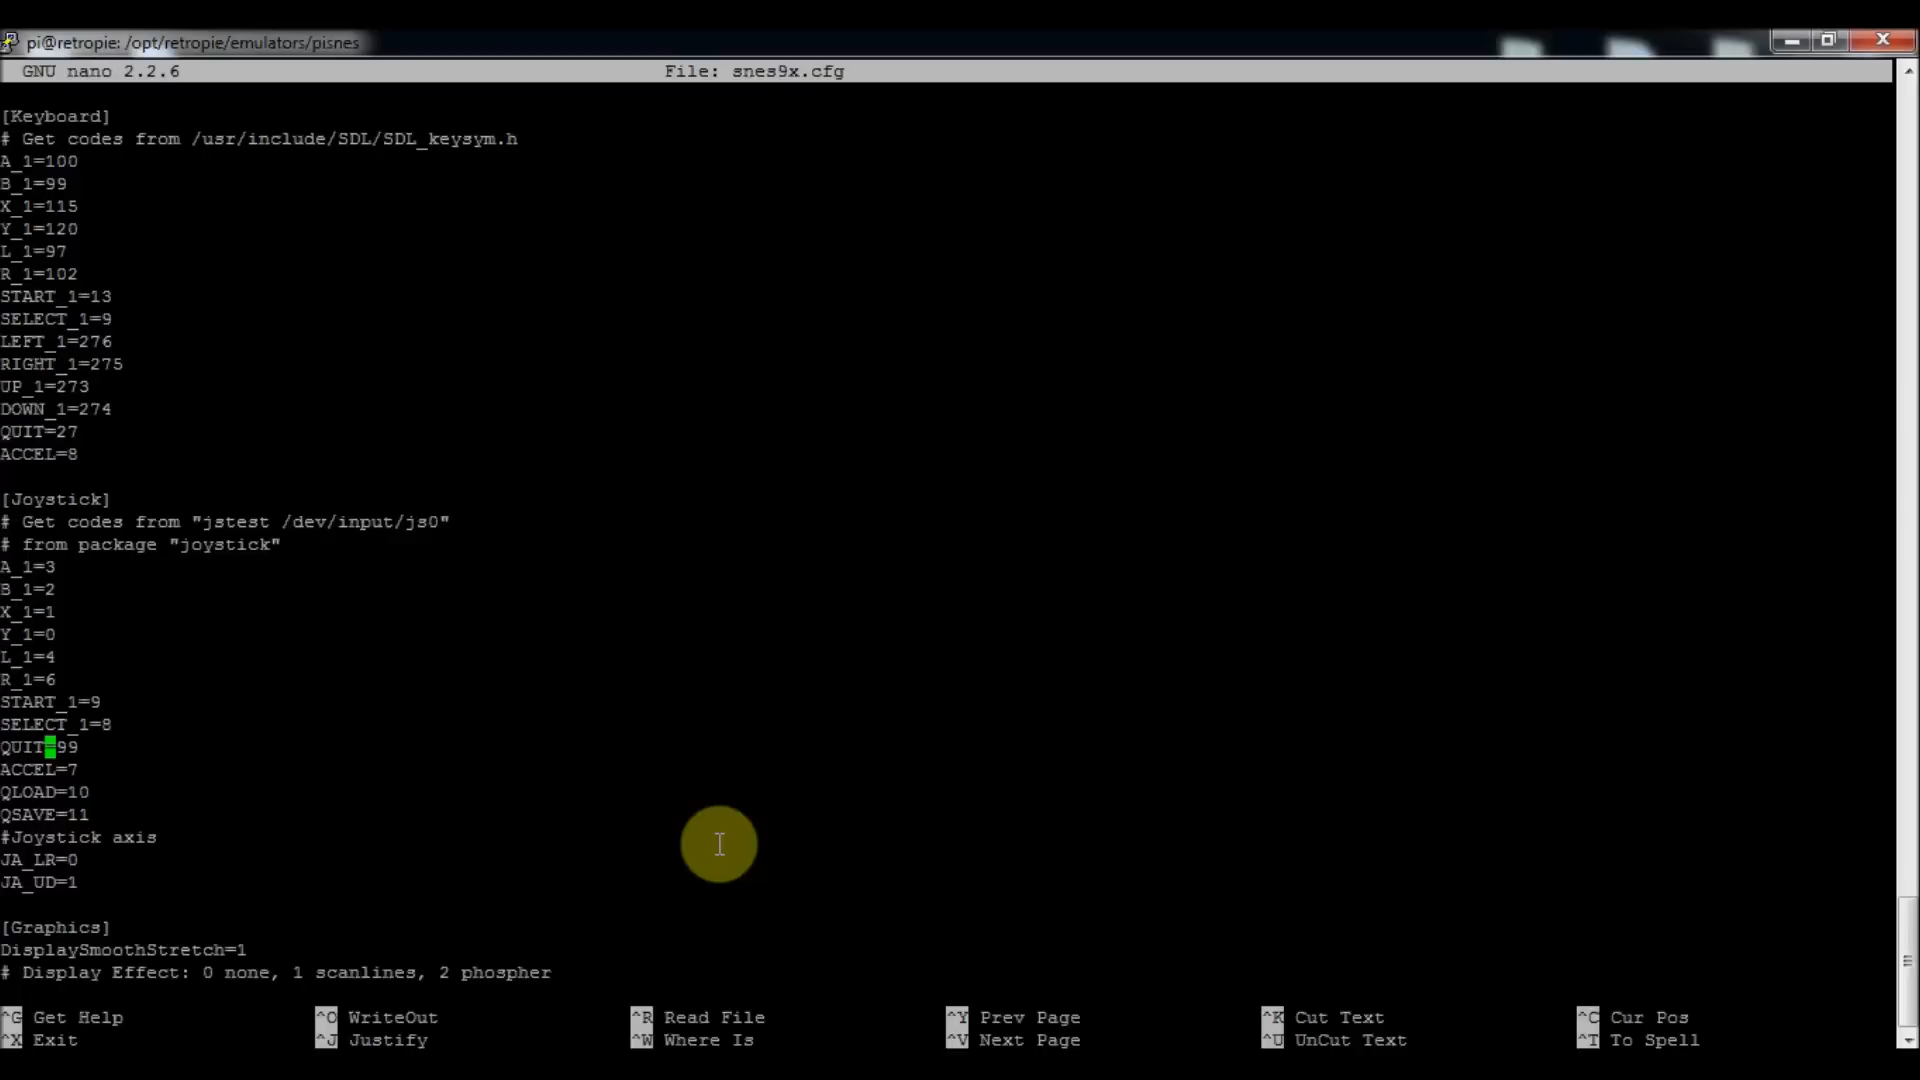 pi@retropie: /opt/retropie/emulators/pisnes
GNU nano 2.2.6 File: snes9x.cfg
[Keyboard]
# Get codes from /usr/include/SDL/SDL_keysym.h
A_1=100
B_1=99
X_1=115
Y_1=120
L_1=97
R_1=102
START_1=13
SELECT_1=9
LEFT_1=276
RIGHT_1=275
UP_1=273
DOWN_1=274
QUIT=27
ACCEL=8
[Joystick]
# Get codes from "jstest /dev/input/js0"
# from package "joystick"
A_1=3
B_1=2
X_1=1
Y_1=0
L_1=4
R_1=6
START_1=9
SELECT_1=8
QUIT=99
ACCEL=7
QLOAD=10
QSAVE=11
#Joystick axis
JA_LR=0
JA_UD=1
[Graphics]
DisplaySmoothStretch=1
# Display Effect: 0 none, 1 scanlines, 2 phospher
^G Get Help ^O WriteOut ^R Read File ^Y Prev Page ^K Cut Text ^C Cur Pos
^X Exit ^J Justify ^W Where Is ^V Next Page ^U UnCut Text ^T To Spell